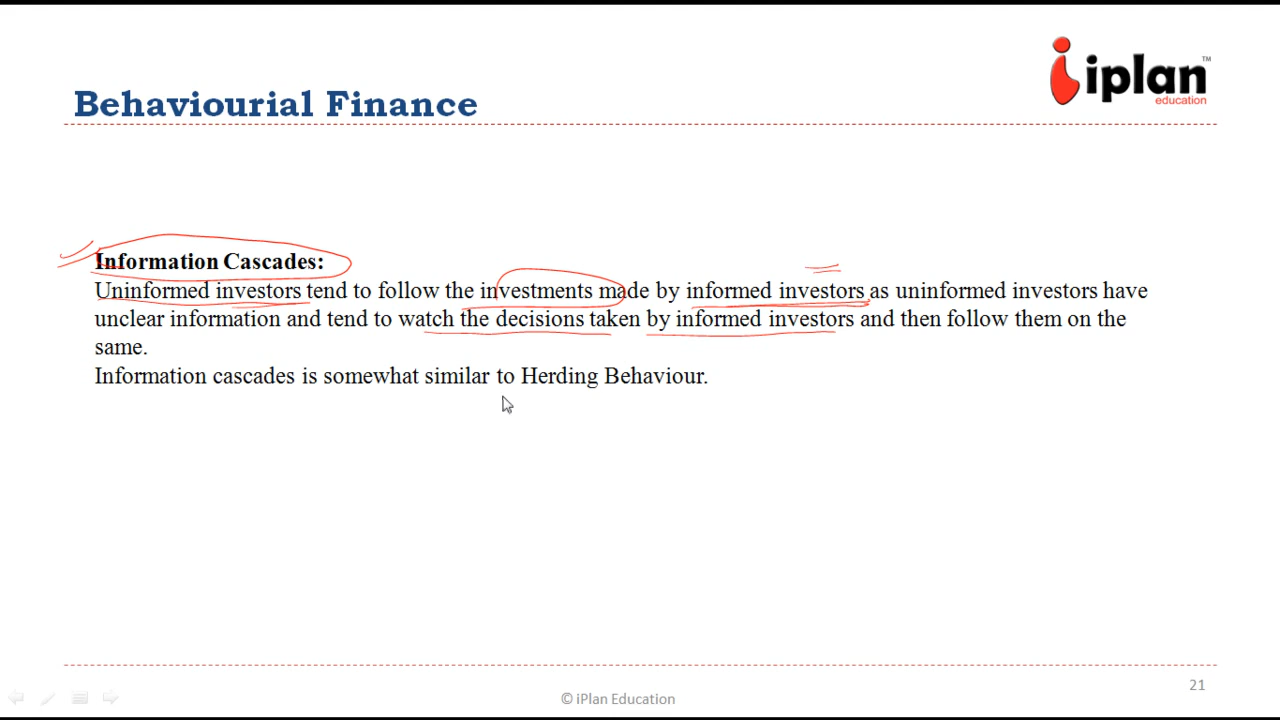 iplan™
education
Behaviourial Finance
Information Cascades:
Uninformed investors tend to follow the investments made by informed investors as uninformed investors have
unclear information and tend to watch the decisions taken by informed investors and then follow them on the
same.
Information cascades is somewhat similar to Herding Behaviour.
© iPlan Education
21